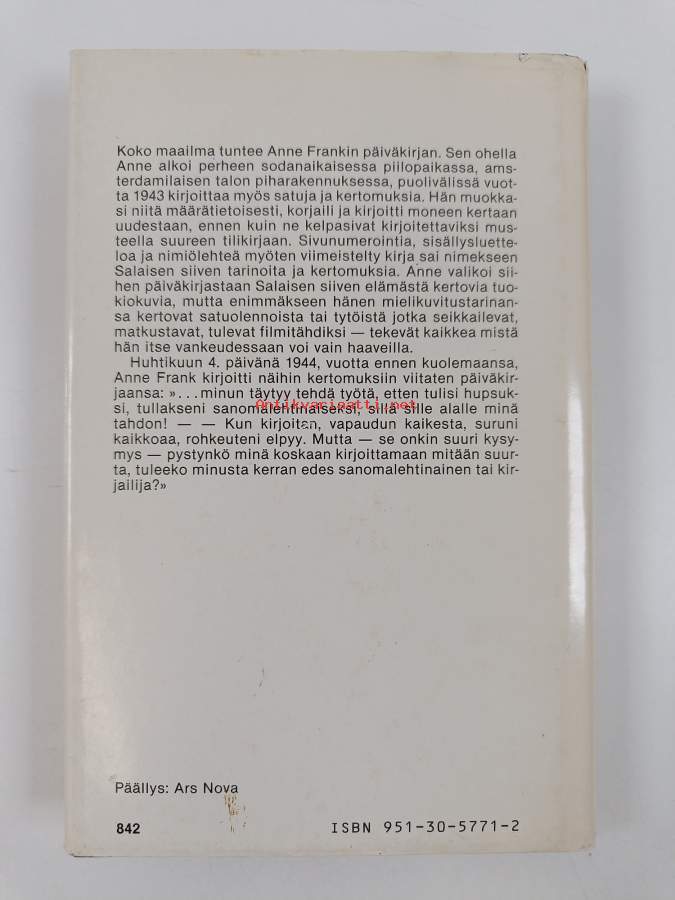 Koko maailma tuntee Anne Frankin päiväkirjan. Sen ohella
Anne alkoi perheen sodanaikaisessa piilopaikassa, ams-
terdamilaisen talon piharakennuksessa, puolivälissä vuot-
ta 1943 kirjoittaa myös satuja ja kertomuksia. Hän muokka-
si niitä määrätietoisesti, korjaili ja kirjoitti moneen kertaan
uudestaan, ennen kuin ne kelpasivat kirjoitettaviksi mus-
teella suureen tilikirjaan. Sivunumerointia, sisällysluette-
loa ja nimiölehteä myöten viimeistelty kirja sai nimekseen
Salaisen siiven tarinoita ja kertomuksia. Anne valikoi sii-
hen päiväkirjastaan Salaisen siiven elämästä kertovia tuo-
kiokuvia, mutta enimmäkseen hänen mielikuvitustarinan-
sa kertovat satuolennoista tai tytöistä jotka seikkailevat,
matkustavat, tulevat filmitähdiksi — tekevät kaikkea mistä
hän itse vankeudessaan voi vain haaveilla.
Huhtikuun 4. päivänä 1944, vuotta ennen kuolemaansa,
Anne Frank kirjoitti näihin kertomuksiin viitaten päiväkir-
jaansa: »...minun täytyy tehdä työtä, etten tulisi hupsuk-
si, tullakseni sanomalehtinaiseksi, sillä sille alalle minä
Antikvariaatti.net
tahdon! — — Kun kirjoitan, vapaudun kaikesta, suruni
kaikkoaa, rohkeuteni elpyy. Mutta — se onkin suuri kysy-
mys — pystynkö minä koskaan kirjoittamaan mitään suur-
ta, tuleeko minusta kerran edes sanomalehtinainen tai kir-
jailija?»
Päällys: Ars Nova
842
ISBN 951-30-5771-2